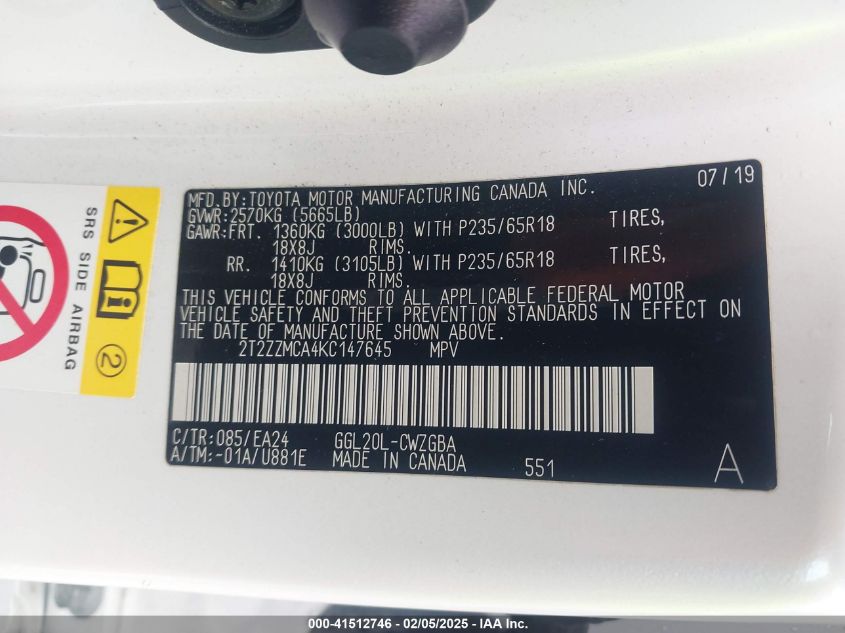 MFD.BY:TOYOTA MOTOR MANUFACTURING CANADA INC. 07/19
GVWR:2570KG (5665LB)
GAWR:FRT. 1360KG (3000LB) WITH P235/65R18 TIRES,
18X8J RIMS.
RR. 1410KG (3105LB) WITH P235/65R18 TIRES,
18X8J RIMS.
THIS VEHICLE CONFORMS TO ALL APPLICABLE FEDERAL MOTOR
VEHICLE SAFETY AND THEFT PREVENTION STANDARDS IN EFFECT ON
THE DATE OF MANUFACTURE SHOWN ABOVE.
2T2ZZMCA4KC147645 MPV
C/TR:085/EA24 GGL20L-CWZGBA
A/TM:-01A/U881E MADE IN CANADA 551 A
SRS SIDE AIRBAG
2
000-41512746 - 02/05/2025 - IAA Inc.